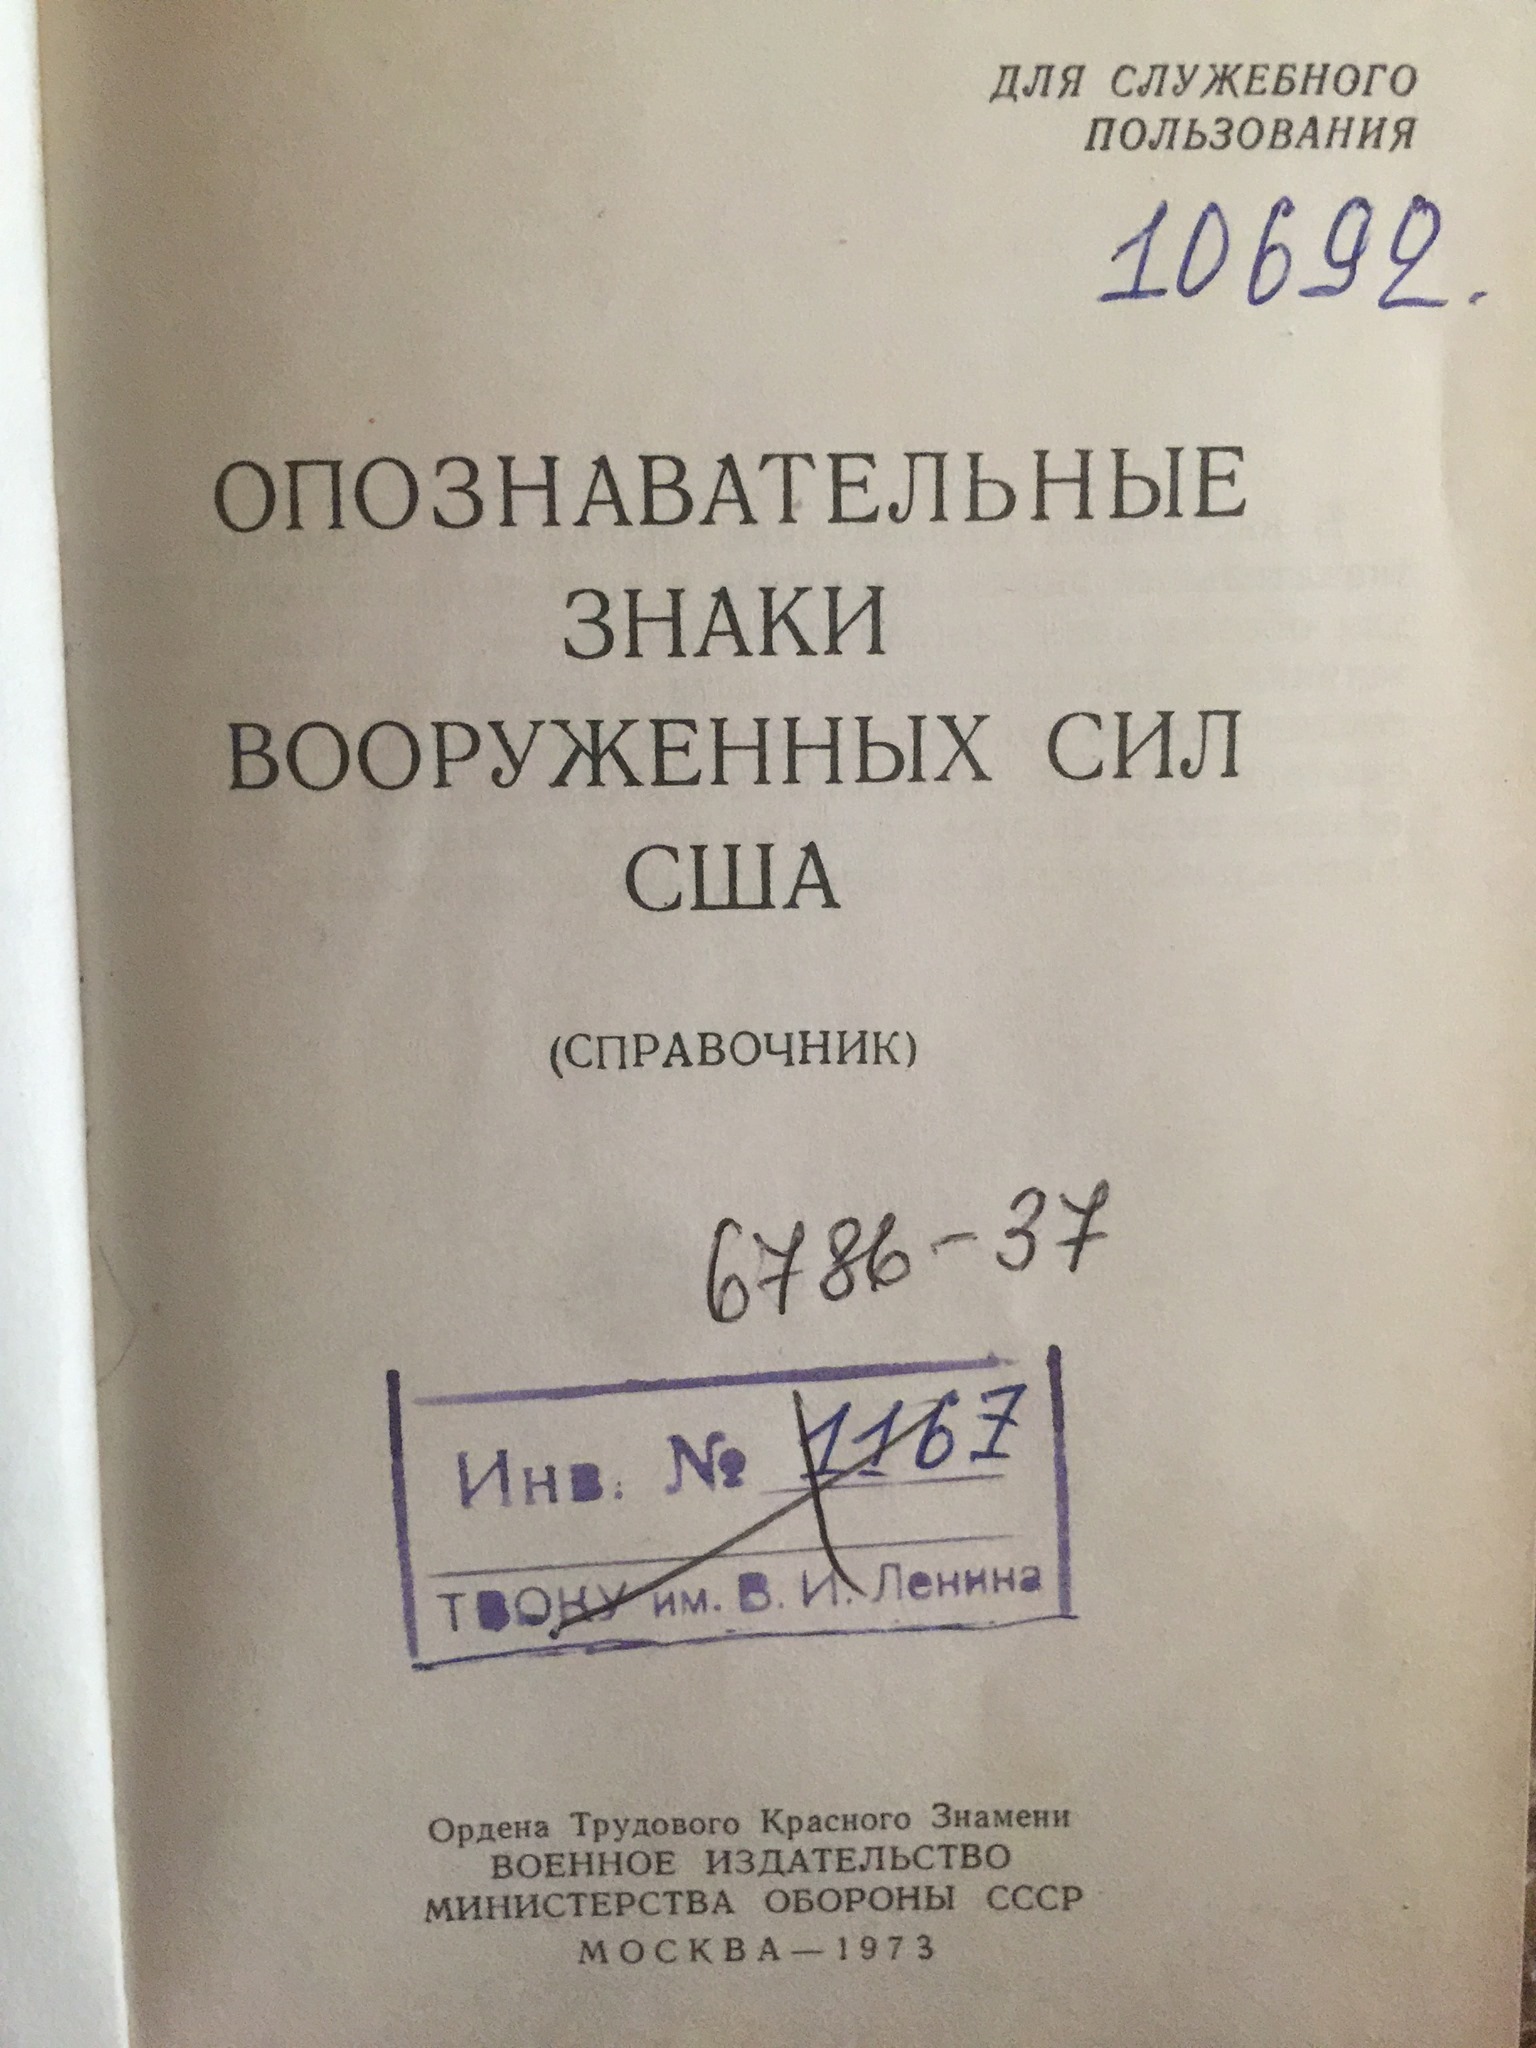 ДЛЯ СЛУЖЕБНОГО
ПОЛЬЗОВАНИЯ
10692.
ОПОЗНАВАТЕЛЬНЫЕ
ЗНАКИ
ВООРУЖЕННЫХ СИЛ
США
(СПРАВОЧНИК)
6786-37
Инв. № 1167
ТВОКУ им. В. И. Ленина
Ордена Трудового Красного Знамени
ВОЕННОЕ ИЗДАТЕЛЬСТВО
МИНИСТЕРСТВА ОБОРОНЫ СССР
МОСКВА—1973